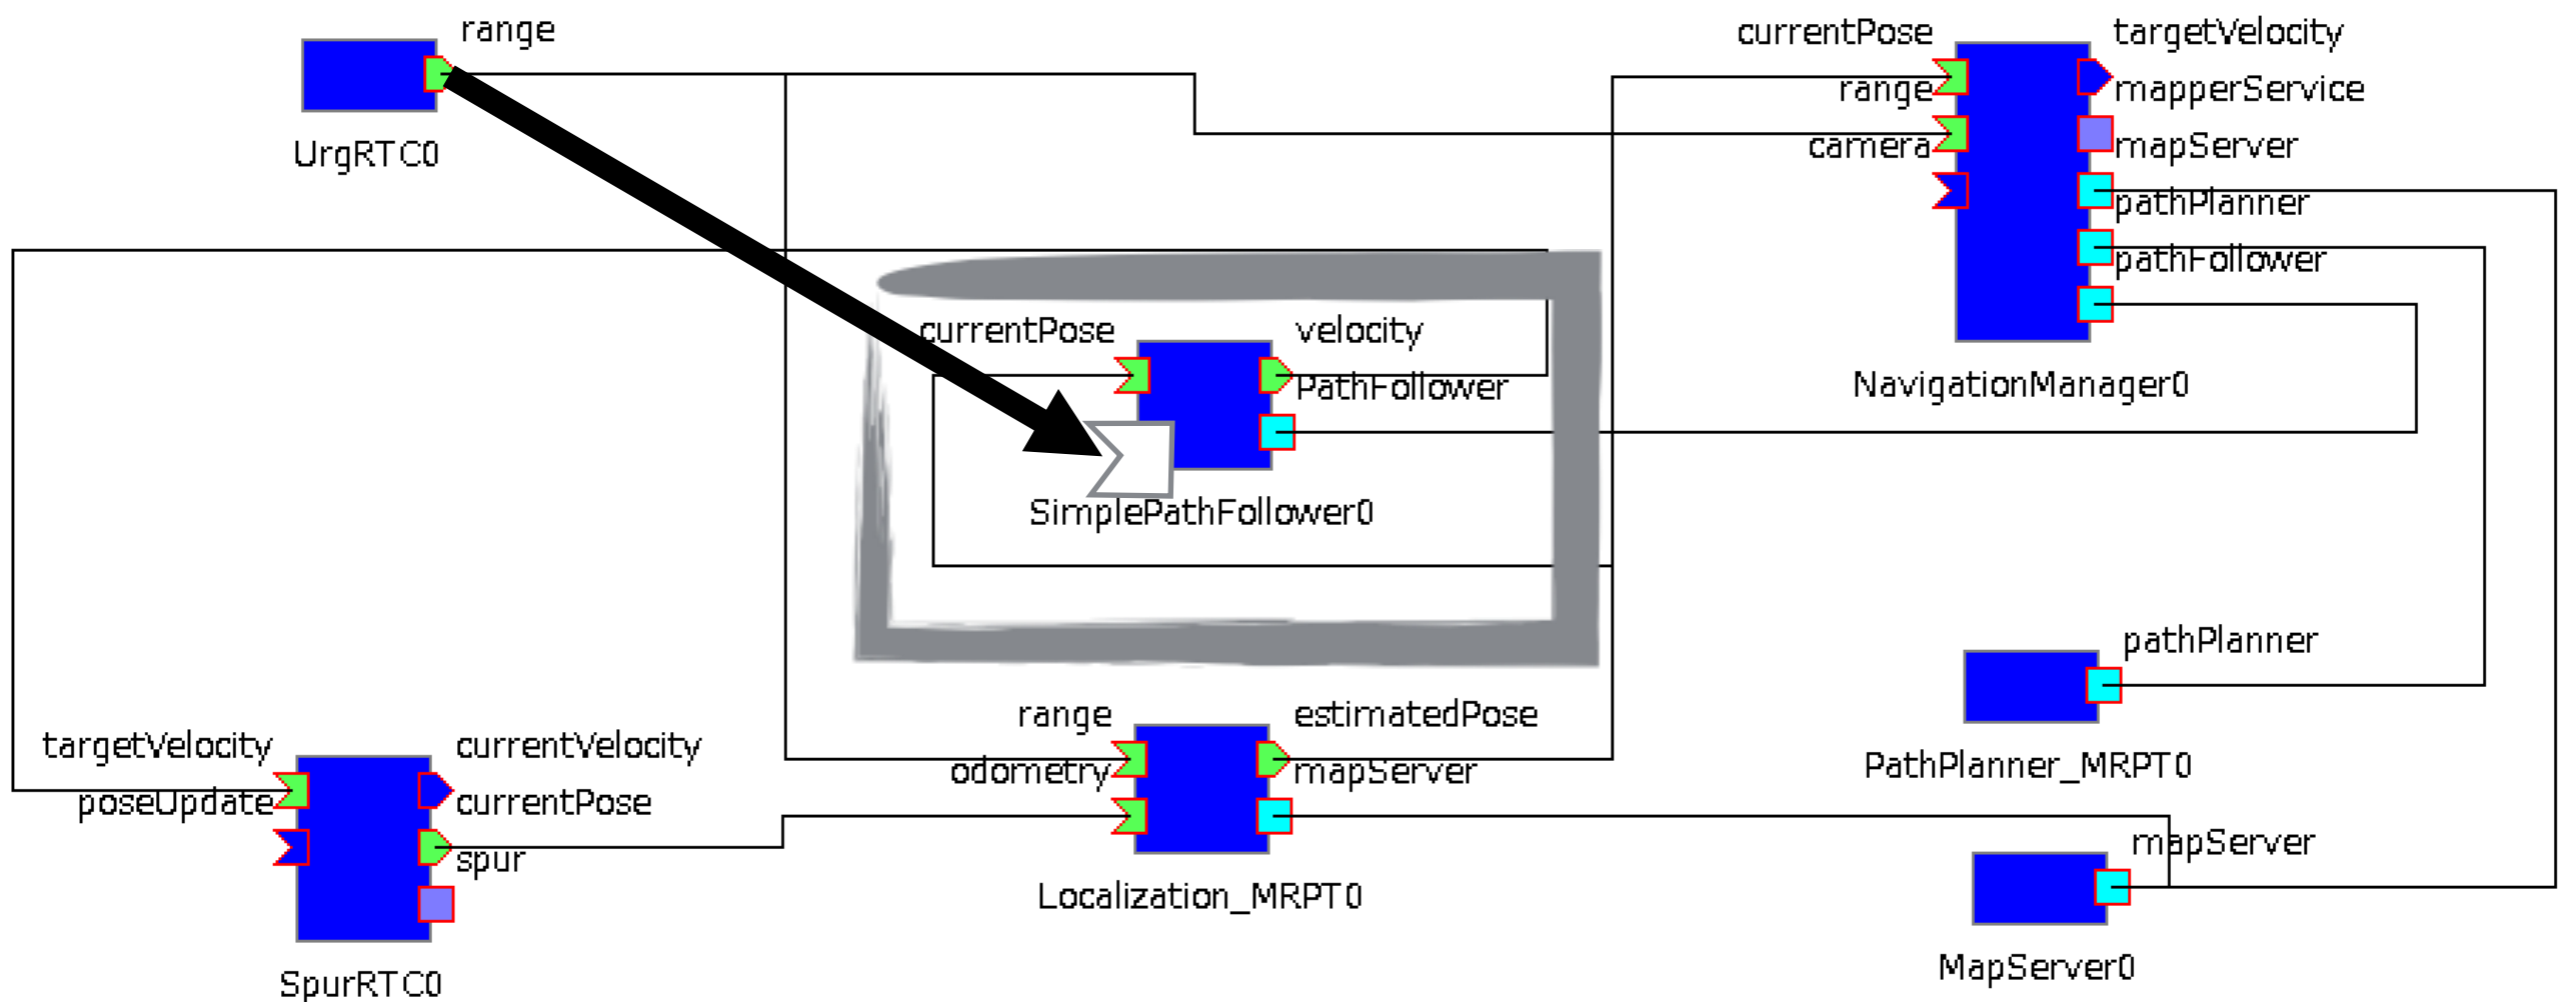 range
UrgRTC0
currentPose
range
camera
targetVelocity
mapperService
mapServer
pathPlanner
pathFollower
NavigationManager0
currentPose
velocity
PathFollower
SimplePathFollower0
targetVelocity
poseUpdate
currentVelocity
currentPose
spur
SpurRTC0
range
odometry
estimatedPose
mapServer
Localization_MRPT0
pathPlanner
PathPlanner_MRPT0
mapServer
MapServer0